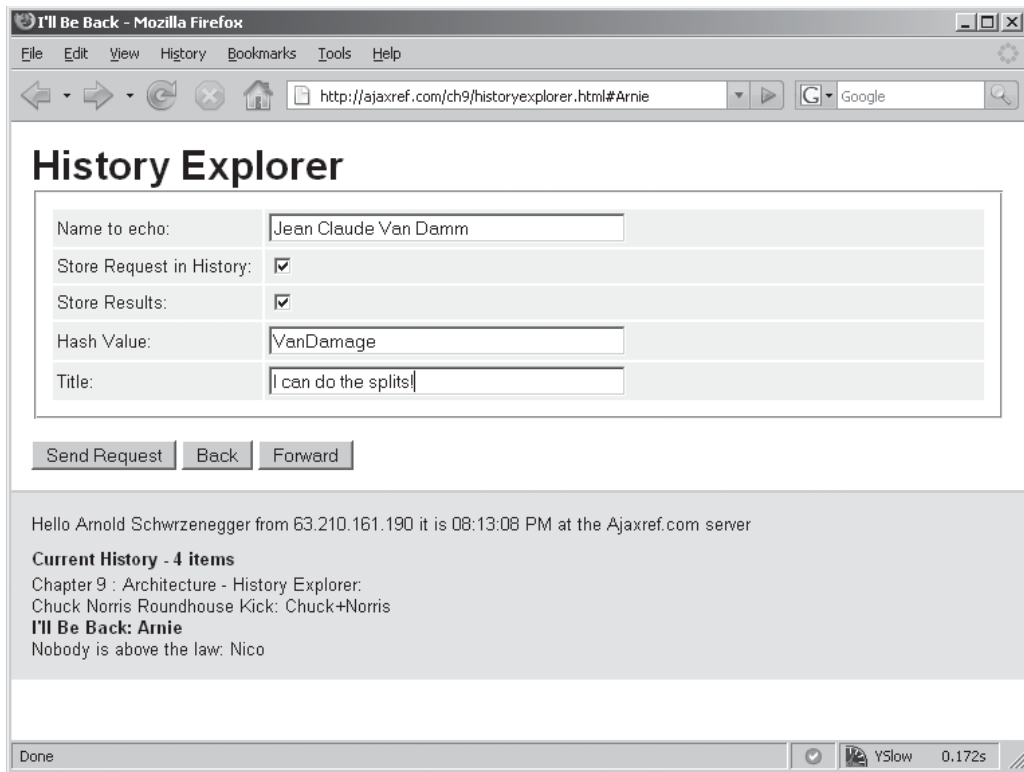 I'll Be Back - Mozilla Firefox
File Edit View History Bookmarks Tools Help
http://ajaxref.com/ch9/historyexplorer.html#Arnie G Google
History Explorer
Name to echo: Jean Claude Van Damm
Store Request in History:
Store Results:
Hash Value: VanDamage
Title: I can do the splits!
Send Request Back Forward
Hello Arnold Schwrzenegger from 63.210.161.190 it is 08:13:08 PM at the Ajaxref.com server
Current History - 4 items
Chapter 9 : Architecture - History Explorer:
Chuck Norris Roundhouse Kick: Chuck+Norris
I'll Be Back: Arnie
Nobody is above the law: Nico
Done YSlow 0.172s